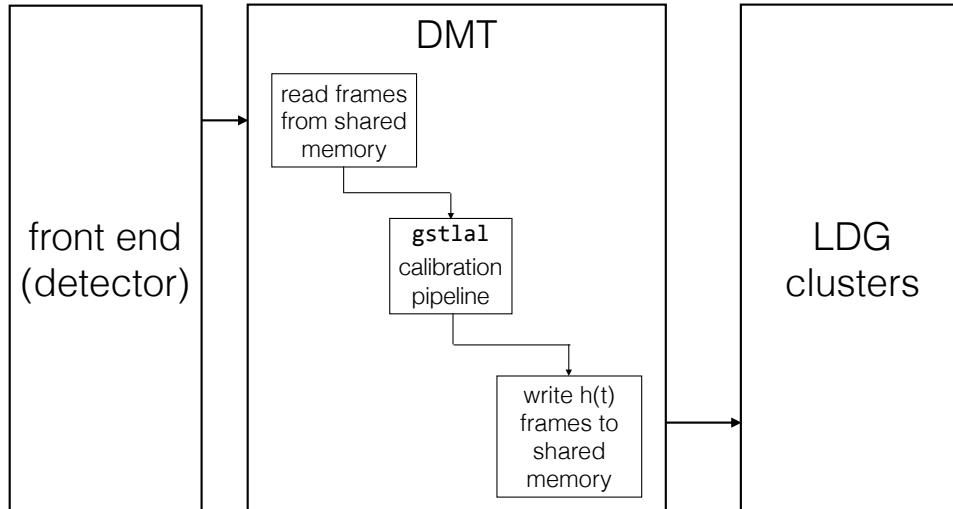 front end
(detector)
DMT
read frames
from shared
memory
gstlal
calibration
pipeline
write h(t)
frames to
shared
memory
LDG
clusters